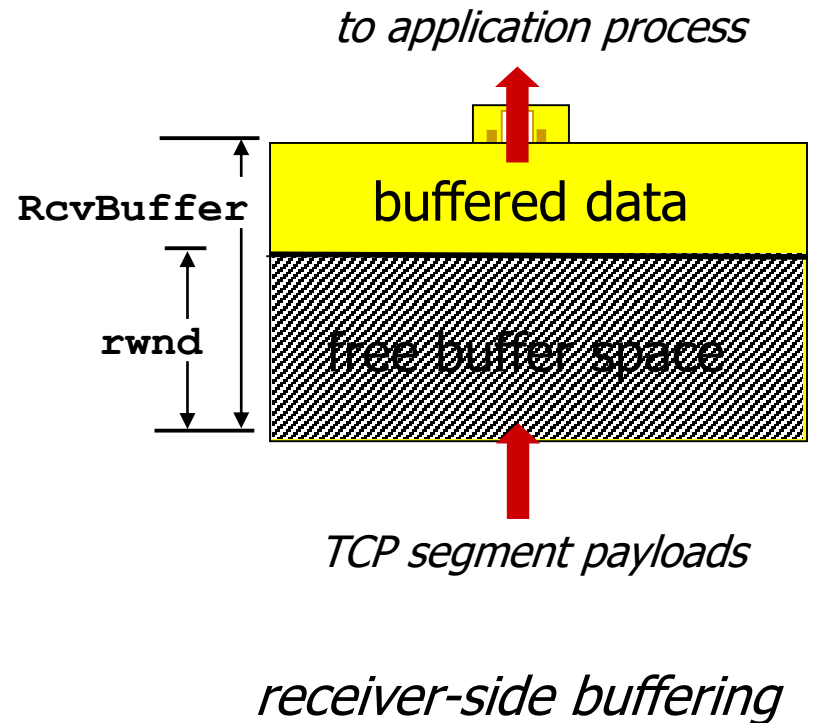 to application process
RcvBuffer
buffered data
rwnd
free buffer space
TCP segment payloads
receiver-side buffering